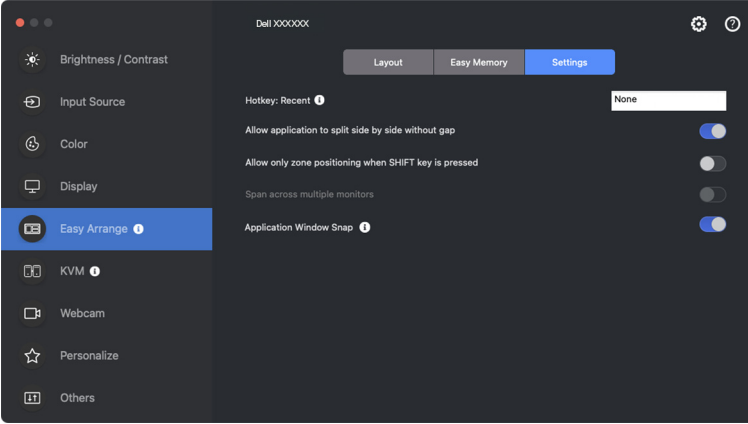 Dell XXXXXX
Brightness / Contrast
Input Source
Color
Display
Easy Arrange
KVM
Webcam
Personalize
Others
Layout
Easy Memory
Settings
Hotkey: Recent
None
Allow application to split side by side without gap
Allow only zone positioning when SHIFT key is pressed
Span across multiple monitors
Application Window Snap